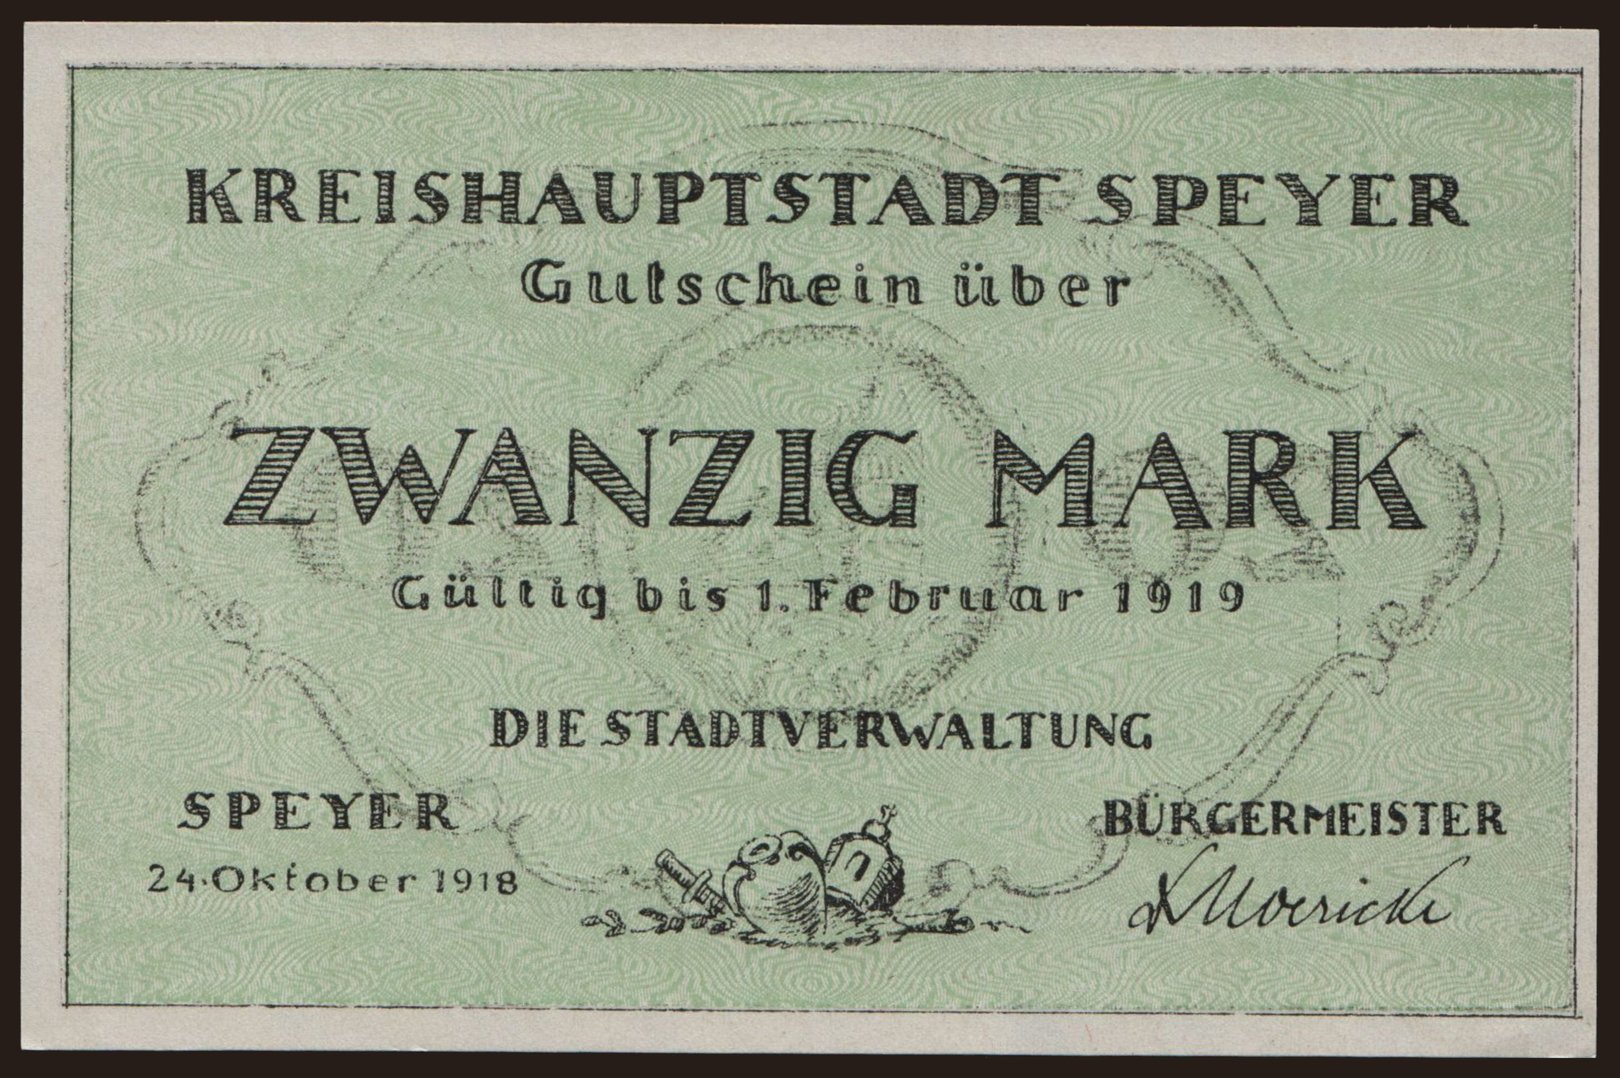 KREISHAUPTSTADT SPEYER
Gutschein über
ZWANZIG MARK
Gültig bis 1. Februar 1919
DIE STADTVERWALTUNG
SPEYER
24. Oktober 1918
BÜRGERMEISTER